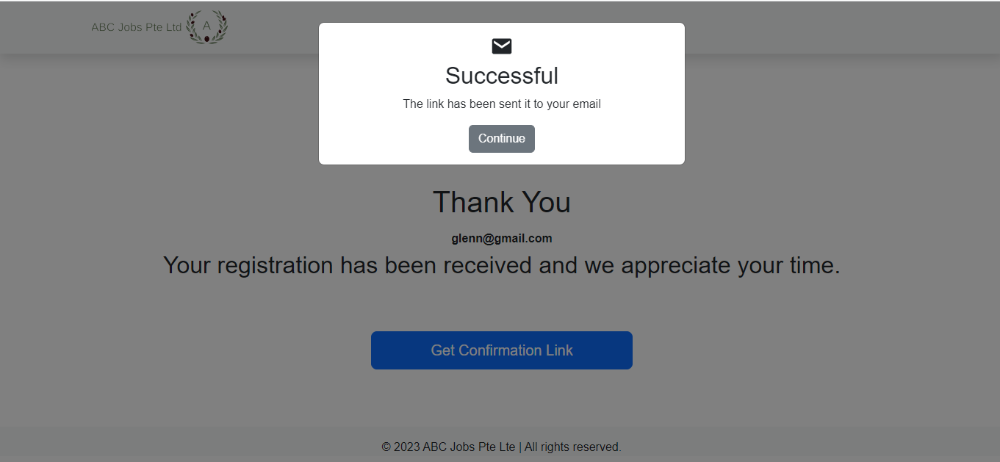 ABC Jobs Pte Ltd
A
Successful
The link has been sent it to your email
Continue
Thank You
glenn@gmail.com
Your registration has been received and we appreciate your time.
Get Confirmation Link
© 2023 ABC Jobs Pte Lte | All rights reserved.